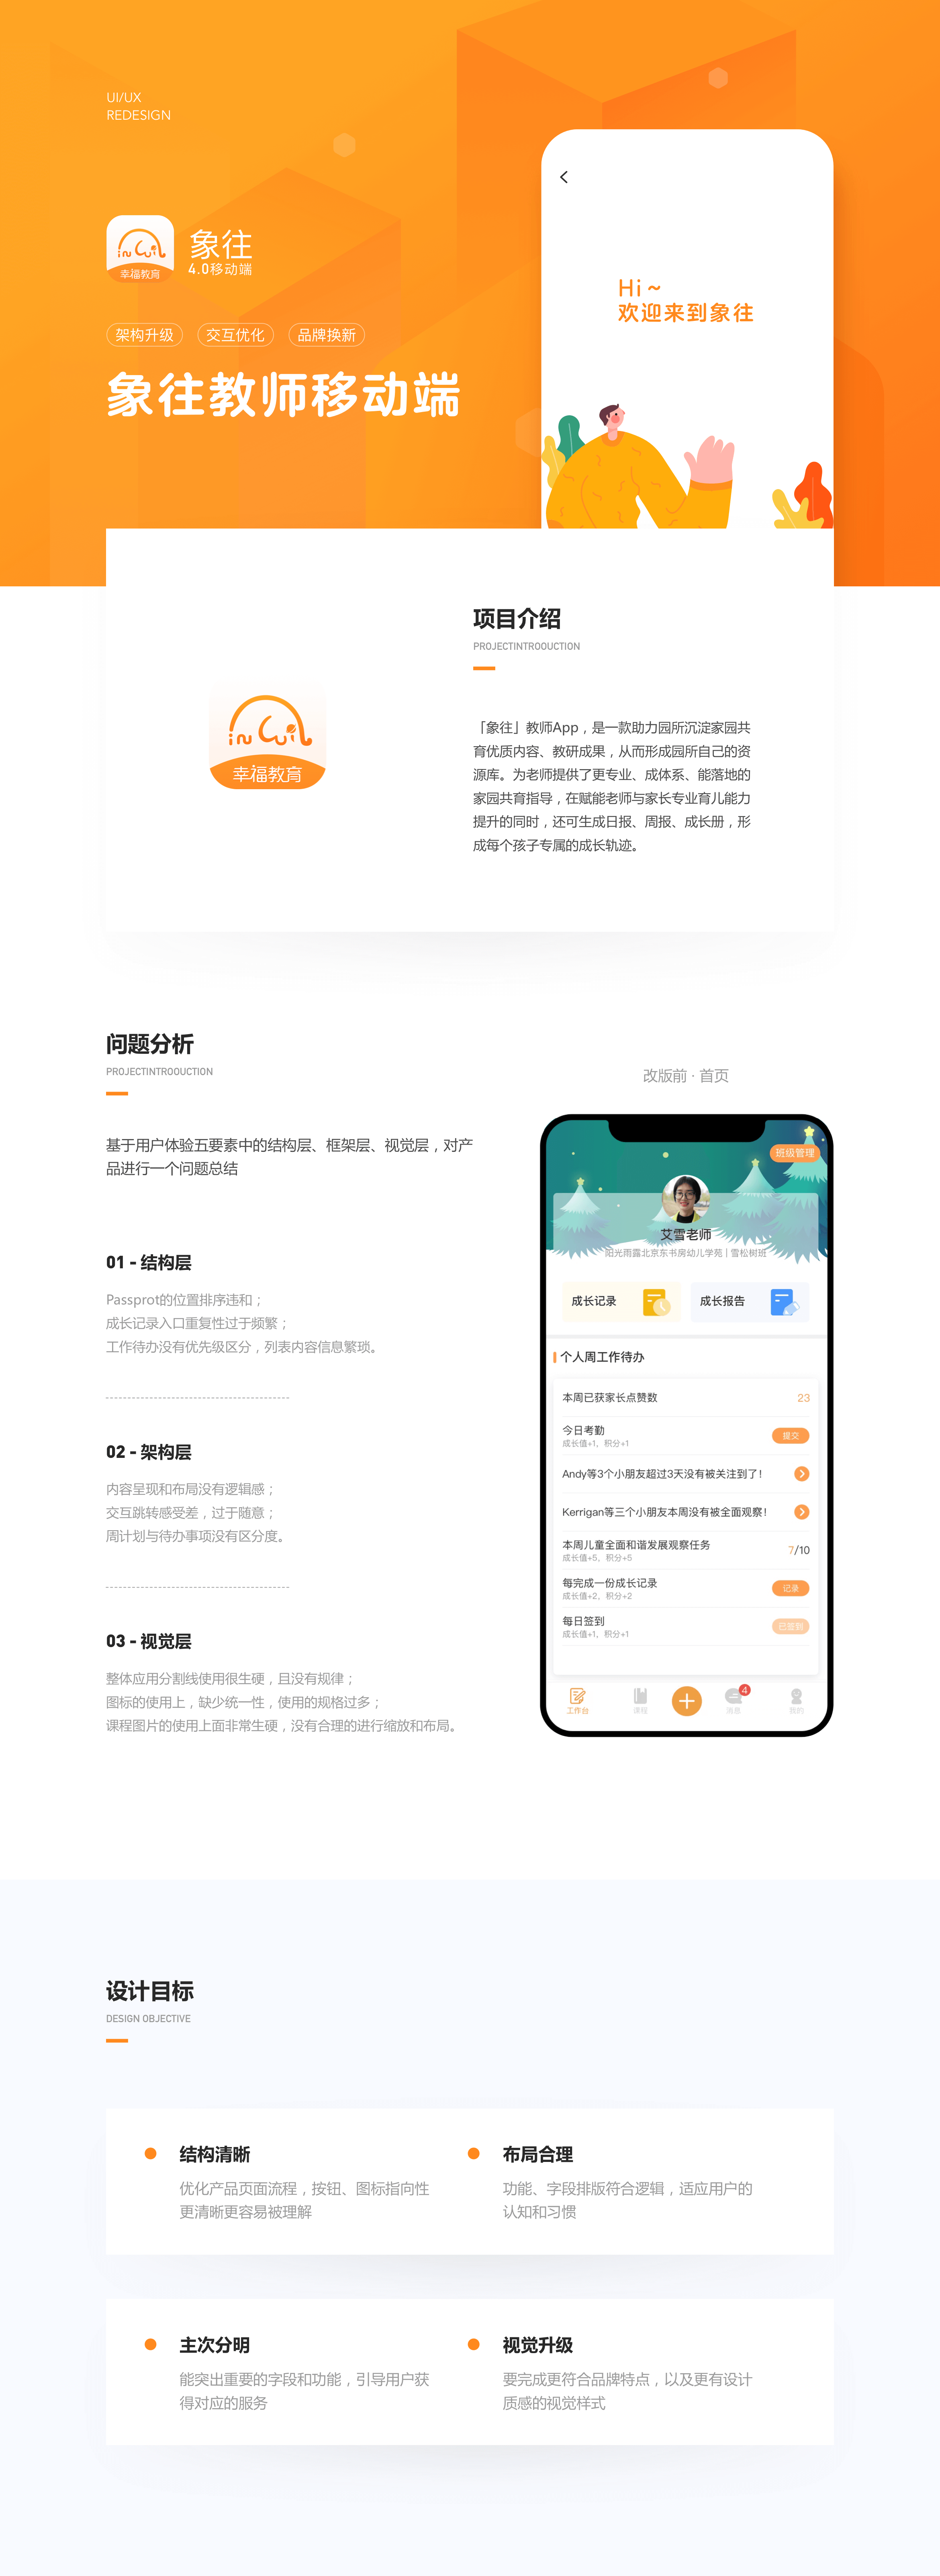 UI/UX
REDESIGN
in Cuil
幸福教育
象往
4.0移动端
架构升级
交互优化
品牌换新
象往教师移动端
Hi ~
欢迎来到象往
in Cuil
幸福教育
项目介绍
PROJECTINTROOUCTION
「象往」教师App，是一款助力园所沉淀家园共
育优质内容、教研成果，从而形成园所自己的资
源库。为老师提供了更专业、成体系、能落地的
家园共育指导，在赋能老师与家长专业育儿能力
提升的同时，还可生成日报、周报、成长册，形
成每个孩子专属的成长轨迹。
问题分析
PROJECTINTROOUCTION
基于用户体验五要素中的结构层、框架层、视觉层，对产
品进行一个问题总结
01 - 结构层
Passprot的位置排序违和；
成长记录入口重复性过于频繁；
工作待办没有优先级区分，列表内容信息繁琐。
02 - 架构层
内容呈现和布局没有逻辑感；
交互跳转感受差，过于随意；
周计划与待办事项没有区分度。
03 - 视觉层
整体应用分割线使用很生硬，且没有规律；
图标的使用上，缺少统一性，使用的规格过多；
课程图片的使用上面非常生硬，没有合理的进行缩放和布局。
改版前 · 首页
班级管理
艾雪老师
阳光雨露北京东书房幼儿学苑 | 雪松树班
成长记录
成长报告
个人周工作待办
本周已获家长点赞数
23
今日考勤
成长值+1，积分+1
提交
Andy等3个小朋友超过3天没有被关注到了！
Kerrigan等三个小朋友本周没有被全面观察！
本周儿童全面和谐发展观察任务
成长值+5，积分+5
7/10
每完成一份成长记录
成长值+2，积分+2
记录
每日签到
成长值+1，积分+1
已签到
工作台
课程
4
消息
我的
设计目标
DESIGN OBJECTIVE
结构清晰
优化产品页面流程，按钮、图标指向性
更清晰更容易被理解
布局合理
功能、字段排版符合逻辑，适应用户的
认知和习惯
主次分明
能突出重要的字段和功能，引导用户获
得对应的服务
视觉升级
要完成更符合品牌特点，以及更有设计
质感的视觉样式